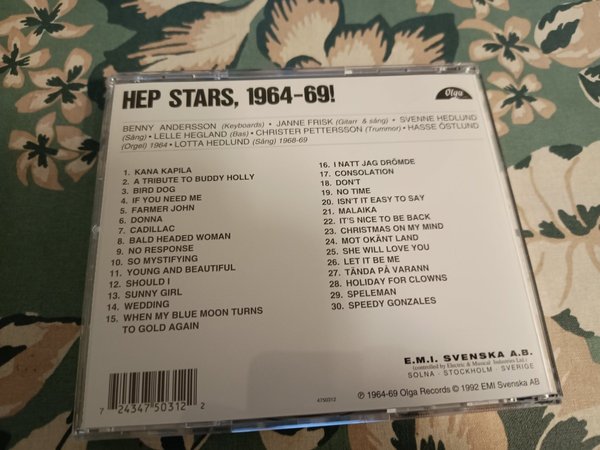 Olga
HEP STARS, 1964-69!
BENNY ANDERSSON (Keyboards) • JANNE FRISK (Gitarr & sång) • SVENNE HEDLUND
(Sång) • LELLE HEGLAND (Bas) • CHRISTER PETTERSSON (Trummor) • HASSE ÖSTLUND
(Orgel) 1964 • LOTTA HEDLUND (Sång) 1968-69
1. KANA KAPILA
2. A TRIBUTE TO BUDDY HOLLY
3. BIRD DOG
4. IF YOU NEED ME
5. FARMER JOHN
6. DONNA
7. CADILLAC
8. BALD HEADED WOMAN
9. NO RESPONSE
10. SO MYSTIFYING
11. YOUNG AND BEAUTIFUL
12. SHOULD I
13. SUNNY GIRL
14. WEDDING
15. WHEN MY BLUE MOON TURNS
TO GOLD AGAIN
16. I NATT JAG DRÖMDE
17. CONSOLATION
18. DON'T
19. NO TIME
20. ISN'T IT EASY TO SAY
21. MALAIKA
22. IT'S NICE TO BE BACK
23. CHRISTMAS ON MY MIND
24. MOT OKÄNT LAND
25. SHE WILL LOVE YOU
26. LET IT BE ME
27. TÄNDA PÅ VARANN
28. HOLIDAY FOR CLOWNS
29. SPELEMAN
30. SPEEDY GONZALES
E.M.I. SVENSKA A.B.
(controlled by Electric & Musical Industries Ltd.)
SOLNA · STOCKHOLM · SVERIGE
7 24347 50312 2
4750312
℗ 1964-69 Olga Records © 1992 EMI Svenska AB